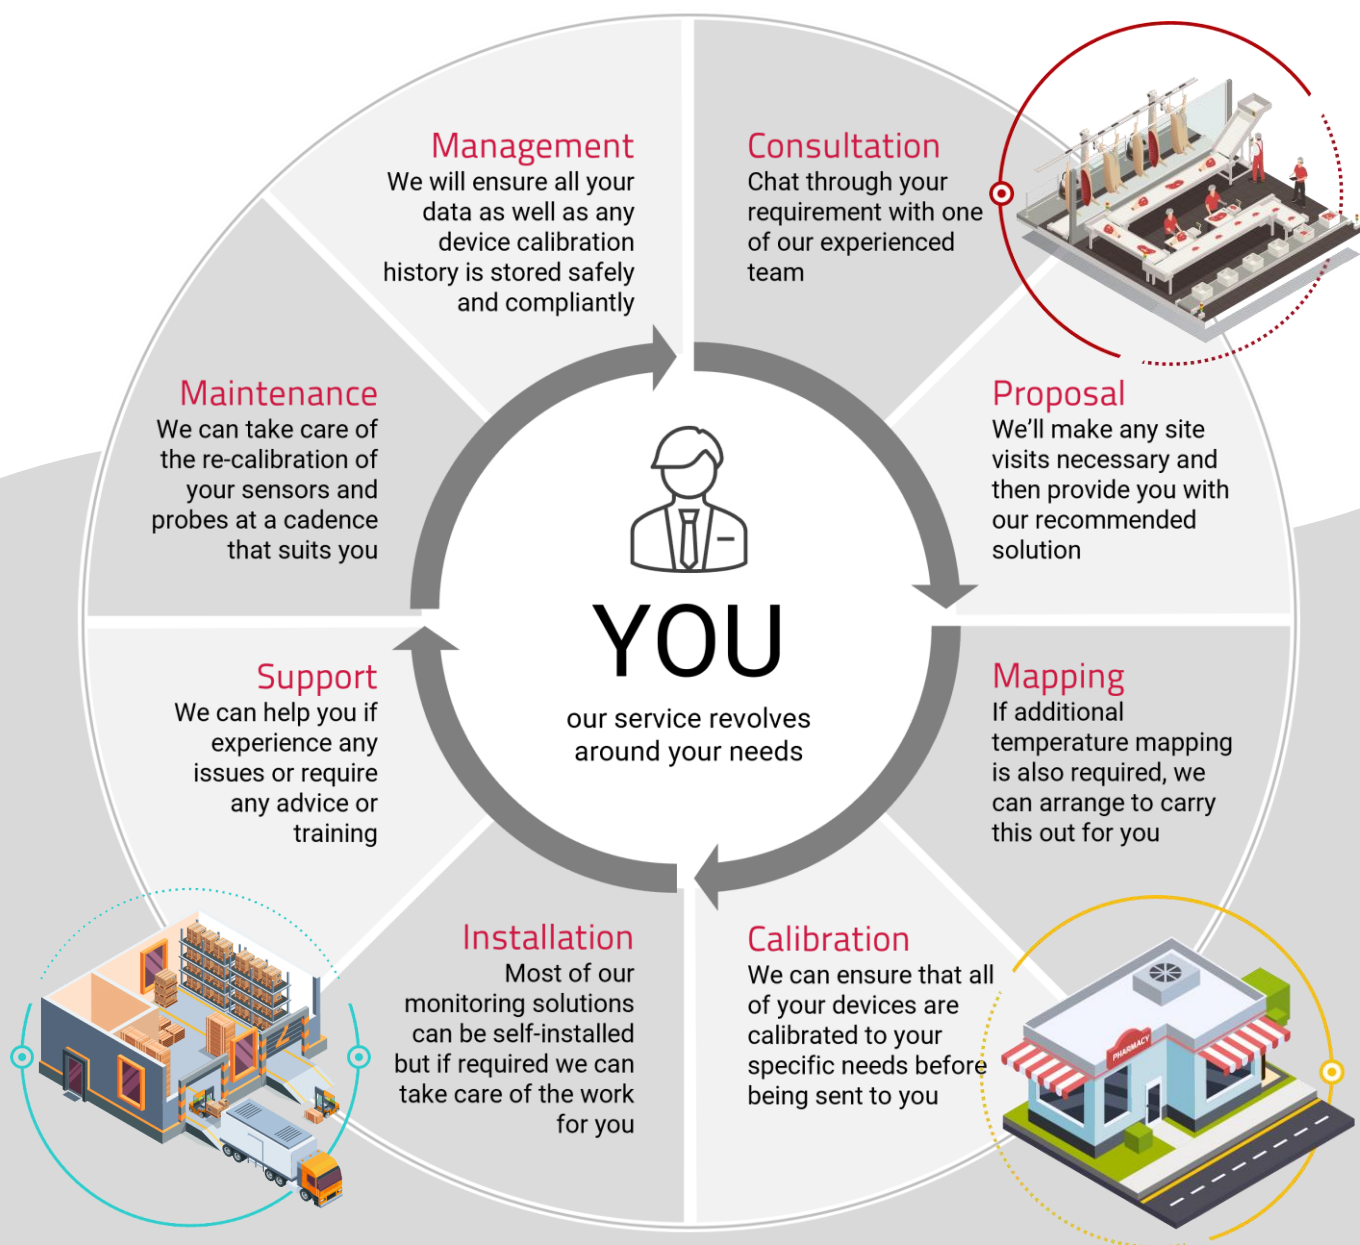 Management
We will ensure all your
data as well as any
device calibration
history is stored safely
and compliantly
Consultation
Chat through your
requirement with one
of our experienced
team
Maintenance
We can take care of
the re-calibration of
your sensors and
probes at a cadence
that suits you
Proposal
We'll make any site
visits necessary and
then provide you with
our recommended
solution
YOU
our service revolves
around your needs
Support
We can help you if
experience any
issues or require
any advice or
training
Mapping
If additional
temperature mapping
is also required, we
can arrange to carry
this out for you
Installation
Most of our
monitoring solutions
can be self-installed
but if required we can
take care of the work
for you
Calibration
We can ensure that all
of your devices are
calibrated to your
specific needs before
being sent to you
PHARMACY